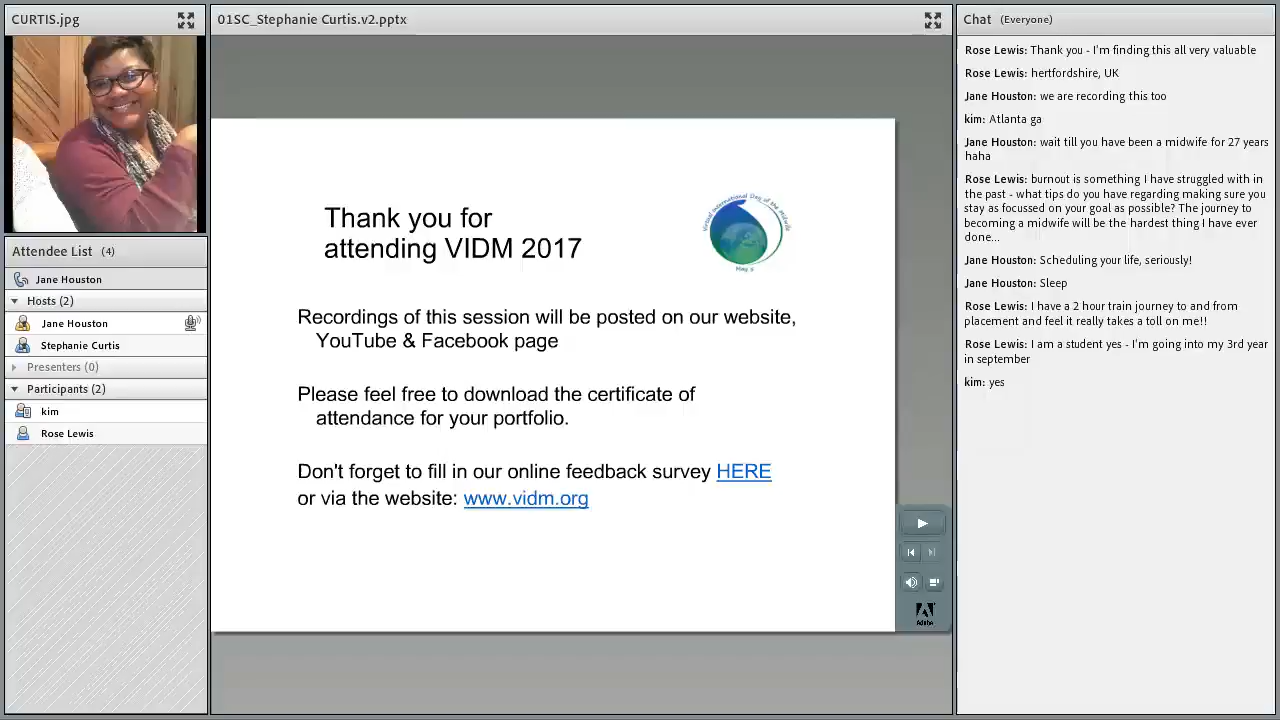 CURTIS.jpg
Attendee List (4)
Jane Houston
Hosts (2)
Jane Houston
Stephanie Curtis
Presenters (0)
Participants (2)
kim
Rose Lewis
01SC_Stephanie Curtis.v2.pptx
Thank you for
attending VIDM 2017
Virtual International Day of the Midwife
May 5
Recordings of this session will be posted on our website,
YouTube & Facebook page
Please feel free to download the certificate of
attendance for your portfolio.
Don't forget to fill in our online feedback survey HERE
or via the website: www.vidm.org
Adobe
Chat (Everyone)
Rose Lewis: Thank you - I'm finding this all very valuable
Rose Lewis: hertfordshire, UK
Jane Houston: we are recording this too
kim: Atlanta ga
Jane Houston: wait till you have been a midwife for 27 years
haha
Rose Lewis: burnout is something I have struggled with in
the past - what tips do you have regarding making sure you
stay as focussed on your goal as possible? The journey to
becoming a midwife will be the hardest thing I have ever
done...
Jane Houston: Scheduling your life, seriously!
Jane Houston: Sleep
Rose Lewis: I have a 2 hour train journey to and from
placement and feel it really takes a toll on me!!
Rose Lewis: I am a student yes - I'm going into my 3rd year
in september
kim: yes